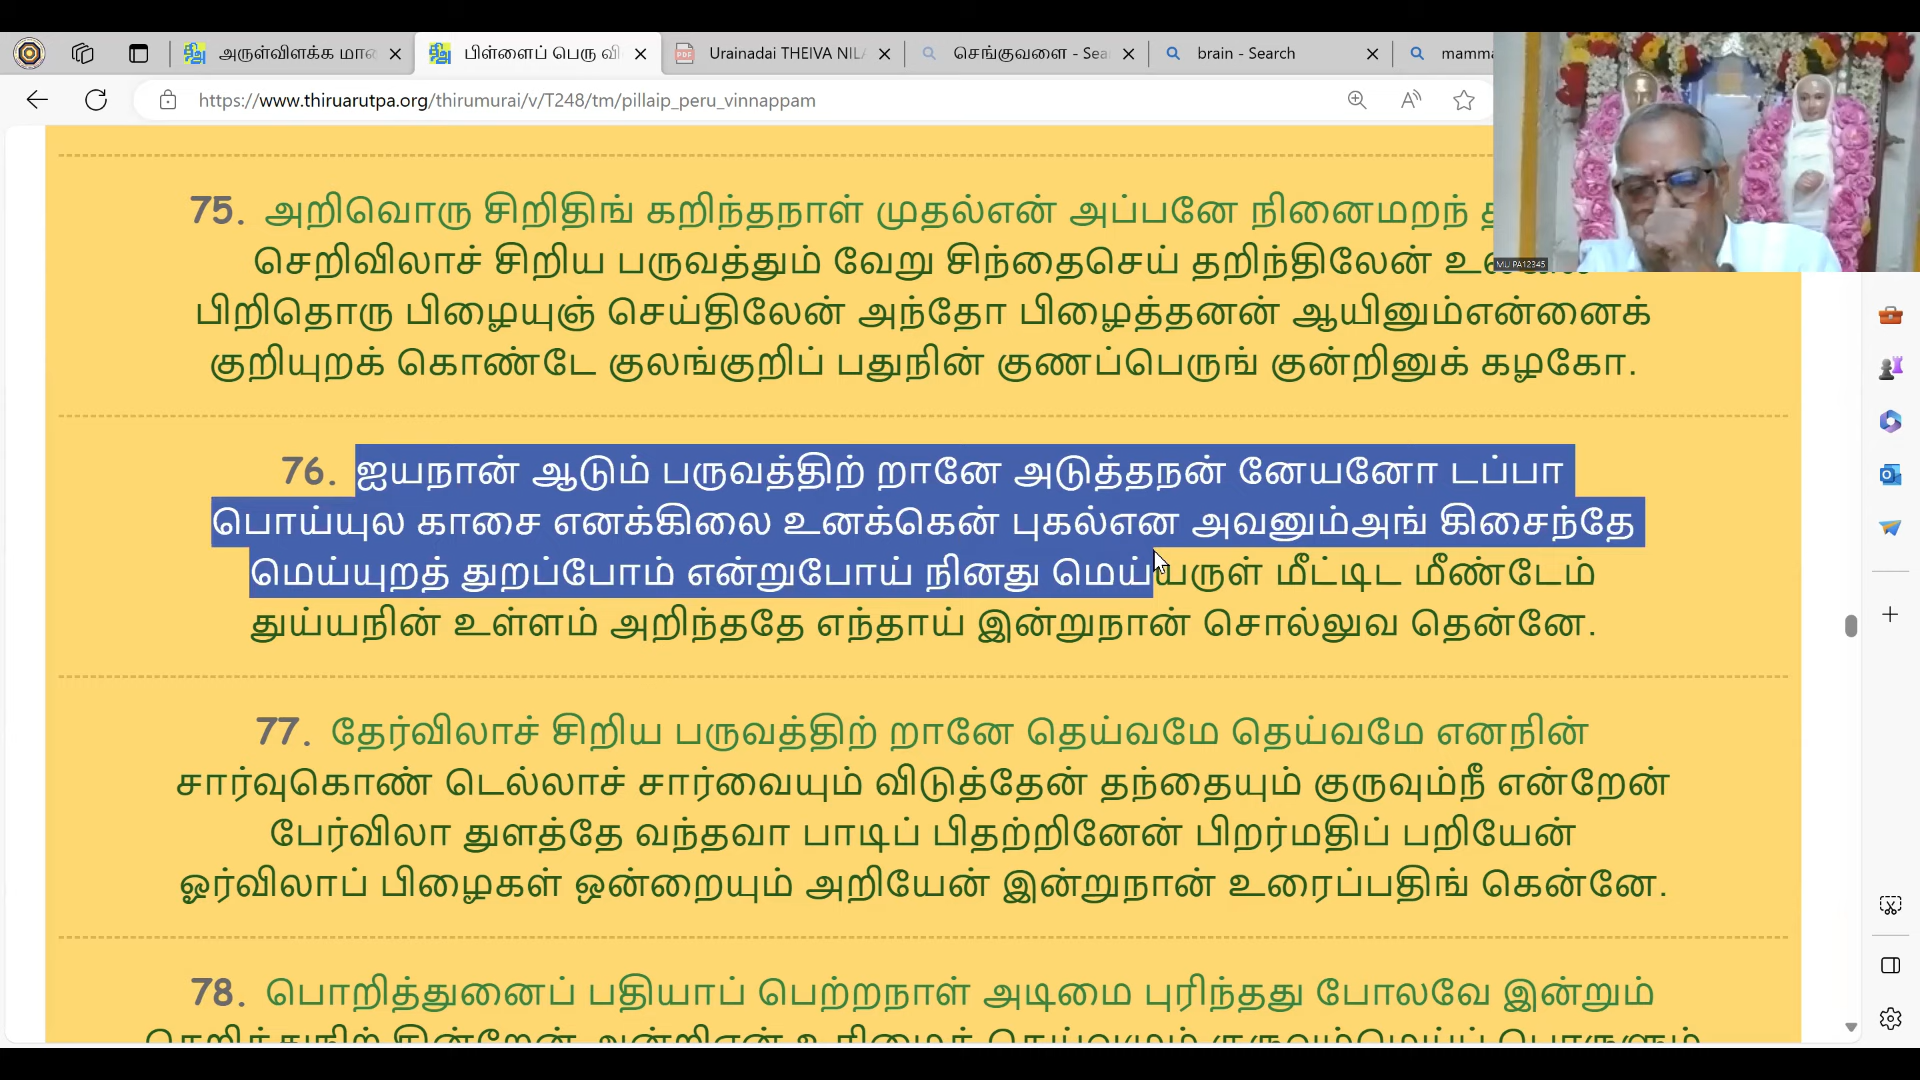 அருள்விளக்க மா
பிள்ளைப் பெரு வி
Urainadai THEIVA NIL
செங்குவளை - Sea
brain - Search
mamma
https://www.thiruarutpa.org/thirumurai/v/T248/tm/pillaip_peru_vinnappam
MU PA12345
75. அறிவொரு சிறிதிங் கறிந்தநாள் முதல்என் அப்பனே நினைமறந்
செறிவிலாச் சிறிய பருவத்தும் வேறு சிந்தைசெய் தறிந்திலேன்
பிறிதொரு பிழையுஞ் செய்திலேன் அந்தோ பிழைத்தனன் ஆயினும்என்னைக்
குறியுறக் கொண்டே குலங்குறிப் பதுநின் குணப்பெருங் குன்றினுக் கழகோ.
76. ஐயநான் ஆடும் பருவத்திற் றானே அடுத்தநன் னேயனோ டப்பா
பொய்யுல காசை எனக்கிலை உனக்கென் புகல்என அவனும்அங் கிசைந்தே
மெய்யுறத் துறப்போம் என்றுபோய் நினது மெய்யருள் மீட்டிட மீண்டேம்
துய்யநின் உள்ளம் அறிந்ததே எந்தாய் இன்றுநான் சொல்லுவ தென்னே.
77. தேர்விலாச் சிறிய பருவத்திற் றானே தெய்வமே தெய்வமே எனநின்
சார்வுகொண் டெல்லாச் சார்வையும் விடுத்தேன் தந்தையும் குருவும்நீ என்றேன்
பேர்விலா துளத்தே வந்தவா பாடிப் பிதற்றினேன் பிறர்மதிப் பறியேன்
ஓர்விலாப் பிழைகள் ஒன்றையும் அறியேன் இன்றுநான் உரைப்பதிங் கென்னே.
78. பொறித்துனைப் பதியாப் பெற்றநாள் அடிமை புரிந்தது போலவே இன்றும்